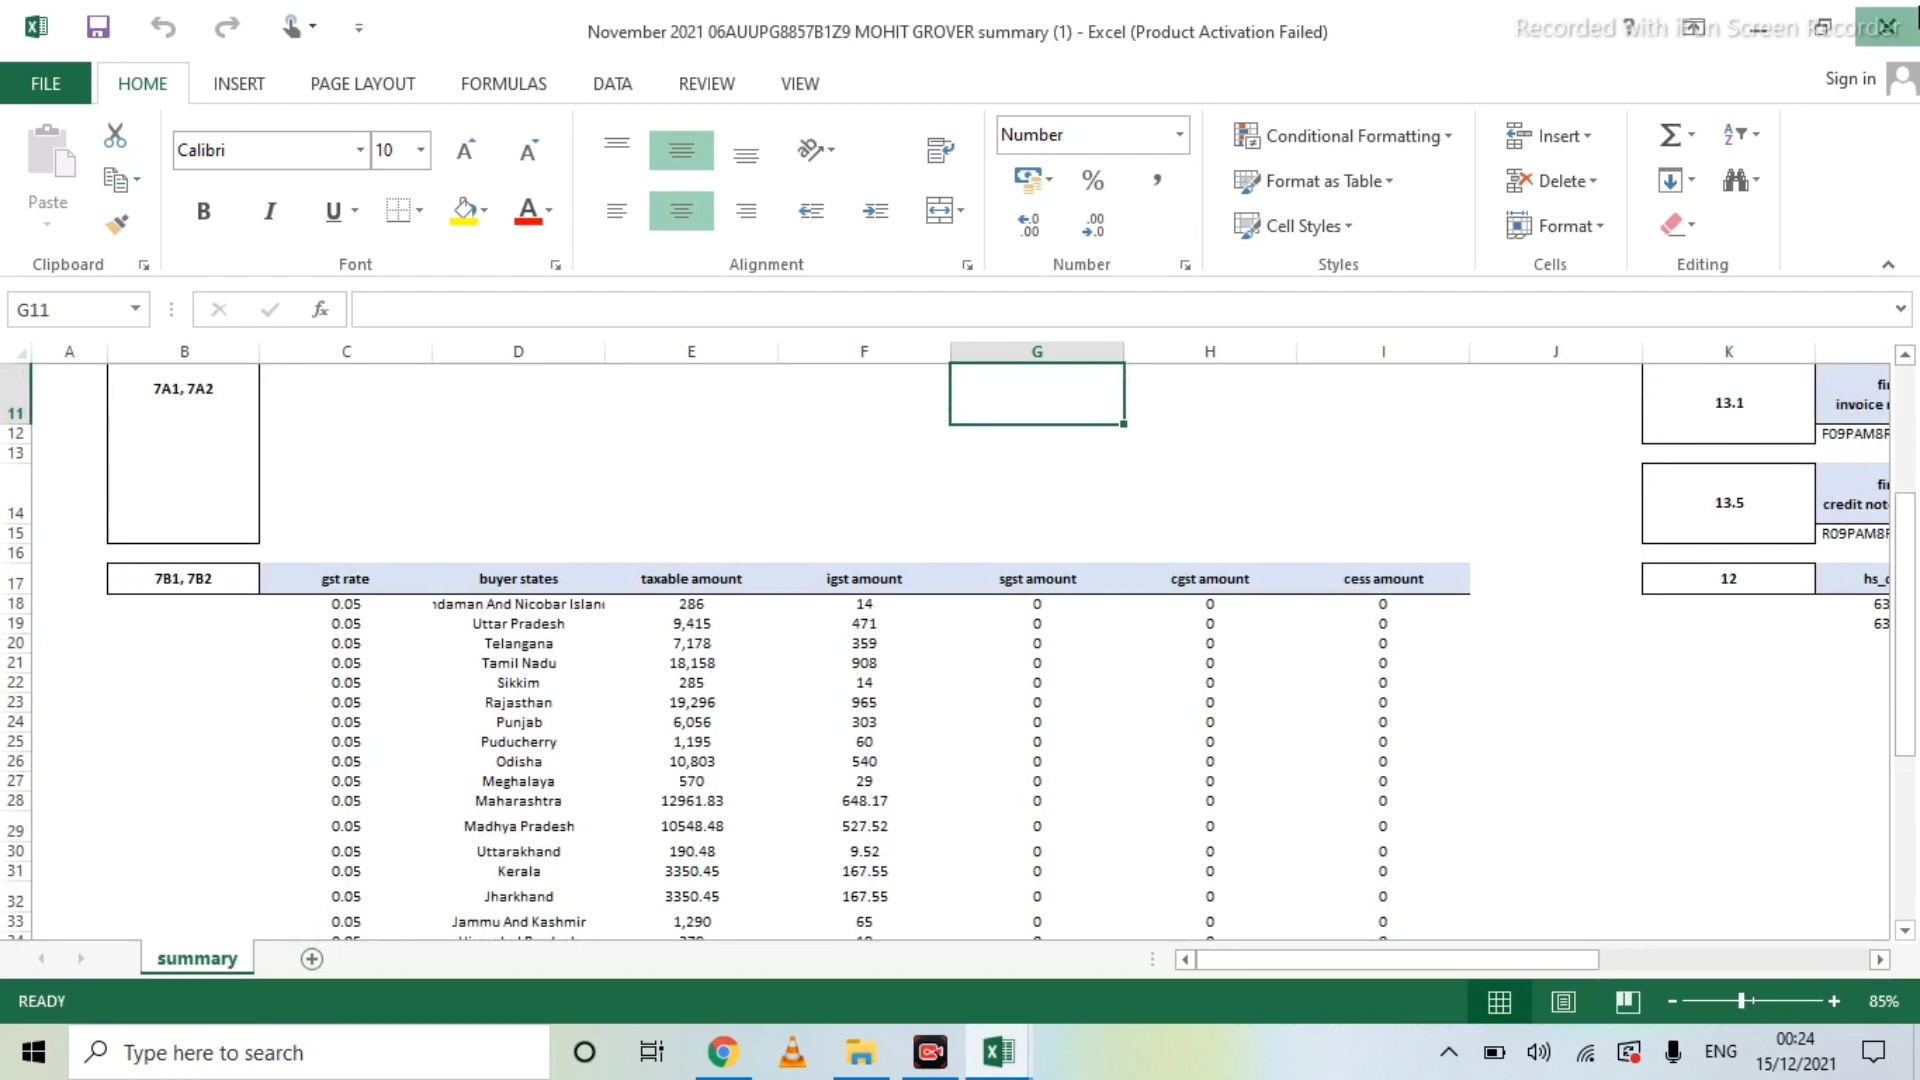 November 2021 06AUUPG8857B1Z9 MOHIT GROVER summary (1) - Excel (Product Activation Failed)
Recorded with iFun Screen Recorder
FILE HOME INSERT PAGE LAYOUT FORMULAS DATA REVIEW VIEW Sign in
Calibri 10 Number Conditional Formatting Insert
Paste Format as Table Delete
B I U A % Cell Styles Format
Clipboard Font Alignment Number Styles Cells Editing
G11 fx
A B C D E F G H I J K
11 7A1, 7A2 13.1 invoice
12 F09PAM8
13
14 13.5 credit
15 R09PAM8
16
17 7B1, 7B2 gst rate buyer states taxable amount igst amount sgst amount cgst amount cess amount 12 hs_
18 0.05 And Nicobar 286 14 0 0 0 63
19 0.05 Uttar Pradesh 9,415 471 0 0 0 63
20 0.05 Telangana 7,178 359 0 0 0
21 0.05 Tamil Nadu 18,158 908 0 0 0
22 0.05 Sikkim 285 14 0 0 0
23 0.05 Rajasthan 19,296 965 0 0 0
24 0.05 Punjab 6,056 303 0 0 0
25 0.05 Puducherry 1,195 60 0 0 0
26 0.05 Odisha 10,803 540 0 0 0
27 0.05 Meghalaya 570 29 0 0 0
28 0.05 Maharashtra 12961.83 648.17 0 0 0
29 0.05 Madhya Pradesh 10548.48 527.52 0 0 0
30 0.05 Uttarakhand 190.48 9.52 0 0 0
31 0.05 Kerala 3350.45 167.55 0 0 0
32 0.05 Jharkhand 3350.45 167.55 0 0 0
33 0.05 Jammu And Kashmir 1,290 65 0 0 0
summary
READY 85%
Type here to search ENG 00:24
15/12/2021